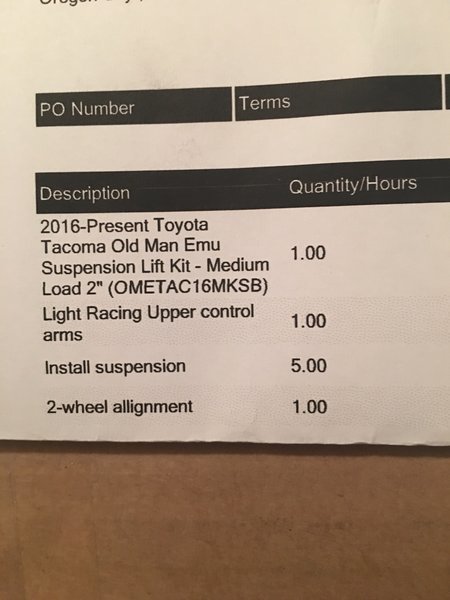 PO Number Terms
Description Quantity/Hours
2016-Present Toyota
Tacoma Old Man Emu
Suspension Lift Kit - Medium
Load 2" (OMETAC16MKSB)
1.00
Light Racing Upper control
arms
1.00
Install suspension 5.00
2-wheel allignment 1.00